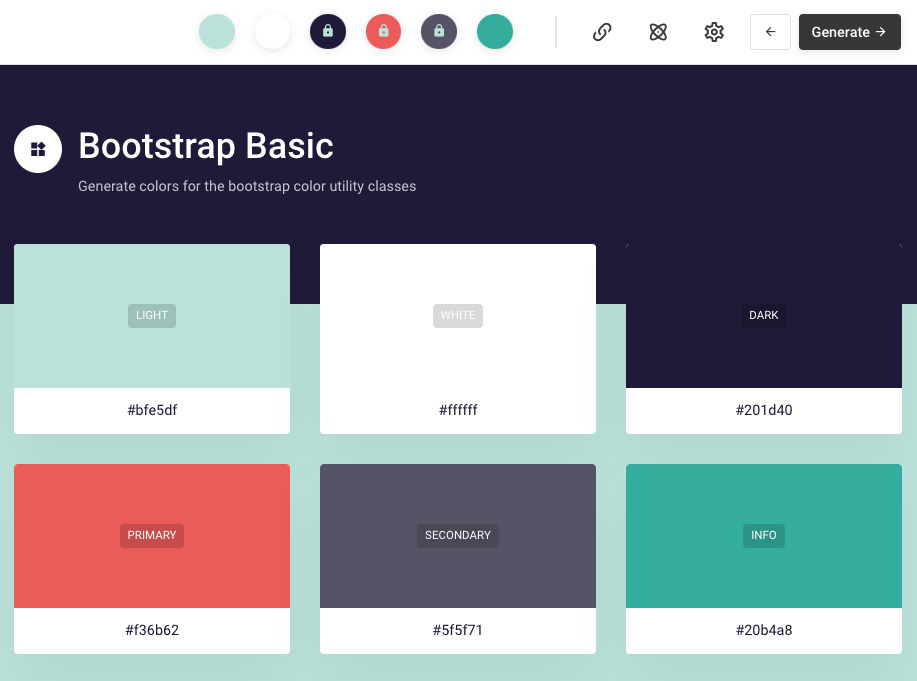 Generate
Bootstrap Basic
Generate colors for the bootstrap color utility classes
LIGHT
WHITE
DARK
#bfe5df
#ffffff
#201d40
PRIMARY
SECONDARY
INFO
#f36b62
#5f5f71
#20b4a8